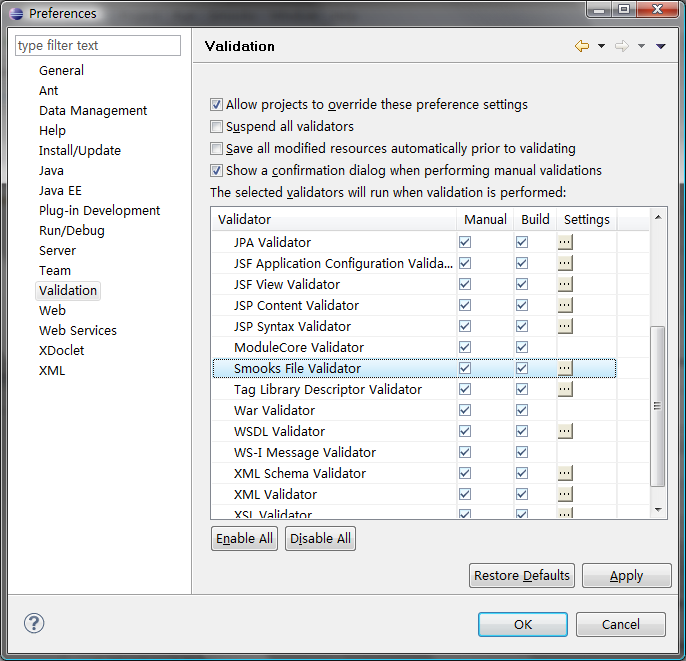 Preferences
type filter text
General
Ant
Data Management
Help
Install/Update
Java
Java EE
Plug-in Development
Run/Debug
Server
Team
Validation
Web
Web Services
XDoclet
XML
Validation
Allow projects to override these preference settings
Suspend all validators
Save all modified resources automatically prior to validating
Show a confirmation dialog when performing manual validations
The selected validators will run when validation is performed:
Validator Manual Build Settings
JPA Validator ...
JSF Application Configuration Valida... ...
JSF View Validator ...
JSP Content Validator ...
JSP Syntax Validator ...
ModuleCore Validator
Smooks File Validator ...
Tag Library Descriptor Validator ...
War Validator
WSDL Validator ...
WS-I Message Validator
XML Schema Validator ...
XML Validator ...
XSL Validator ...
Enable All Disable All
Restore Defaults Apply
? OK Cancel